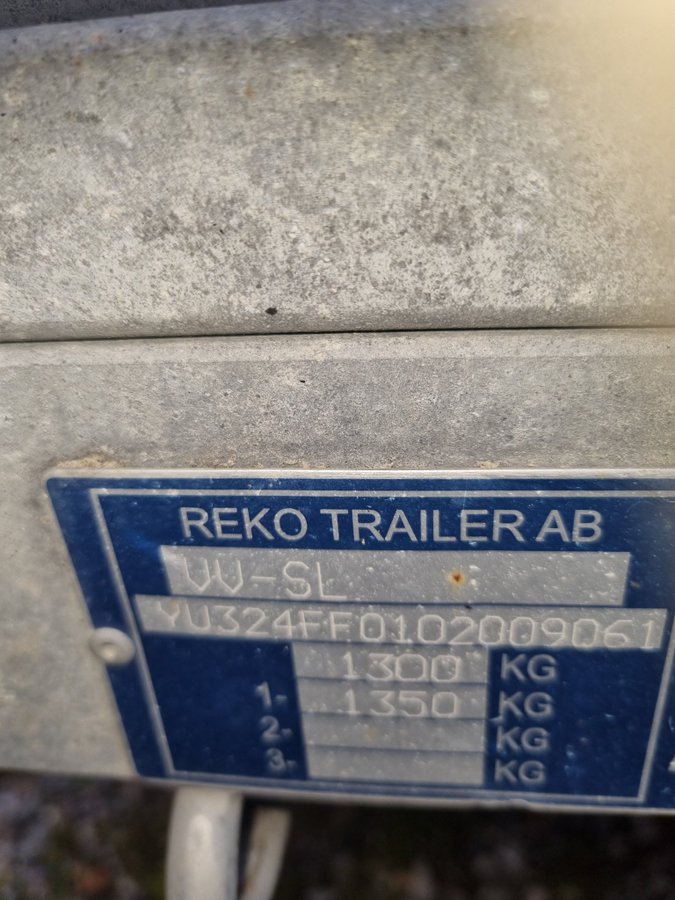 REKO TRAILER AB
VV-SL
YU324FF0102009061
1300 KG
1- 1350 KG
2- KG
3- KG